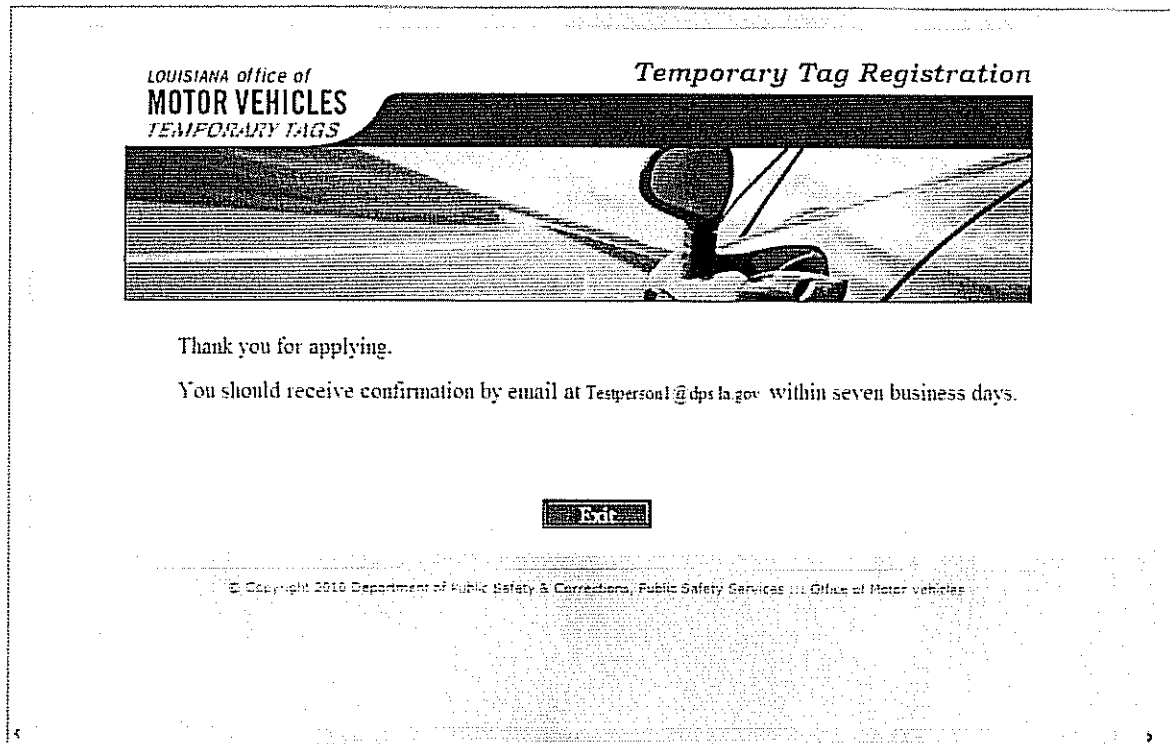 LOUISIANA office of
MOTOR VEHICLES
TEMPORARY TAGS
Temporary Tag Registration
Thank you for applying.
You should receive confirmation by email at Testperson1@dps.la.gov within seven business days.
Exit
© Copyright 2010 Department of Public Safety & Corrections, Public Safety Services ::: Office of Motor Vehicles